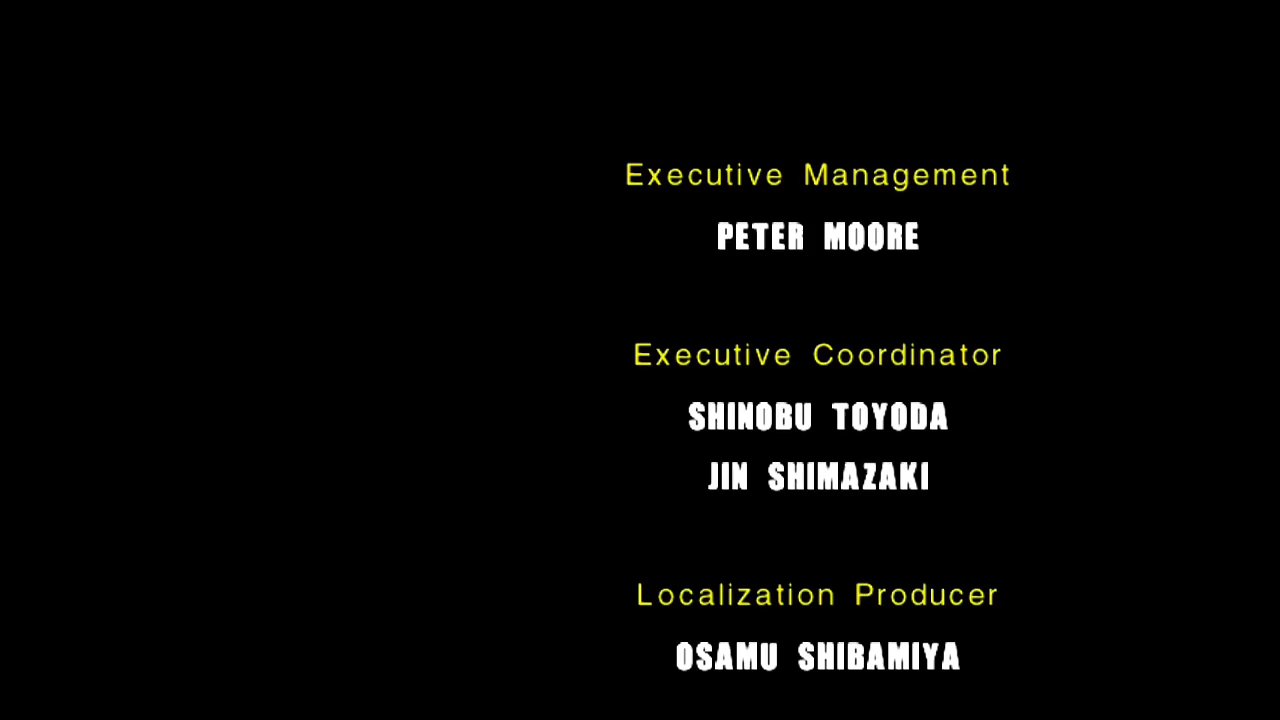 Executive Management
PETER MOORE
Executive Coordinator
SHINOBU TOYODA
JIN SHIMAZAKI
Localization Producer
OSAMU SHIBAMIYA